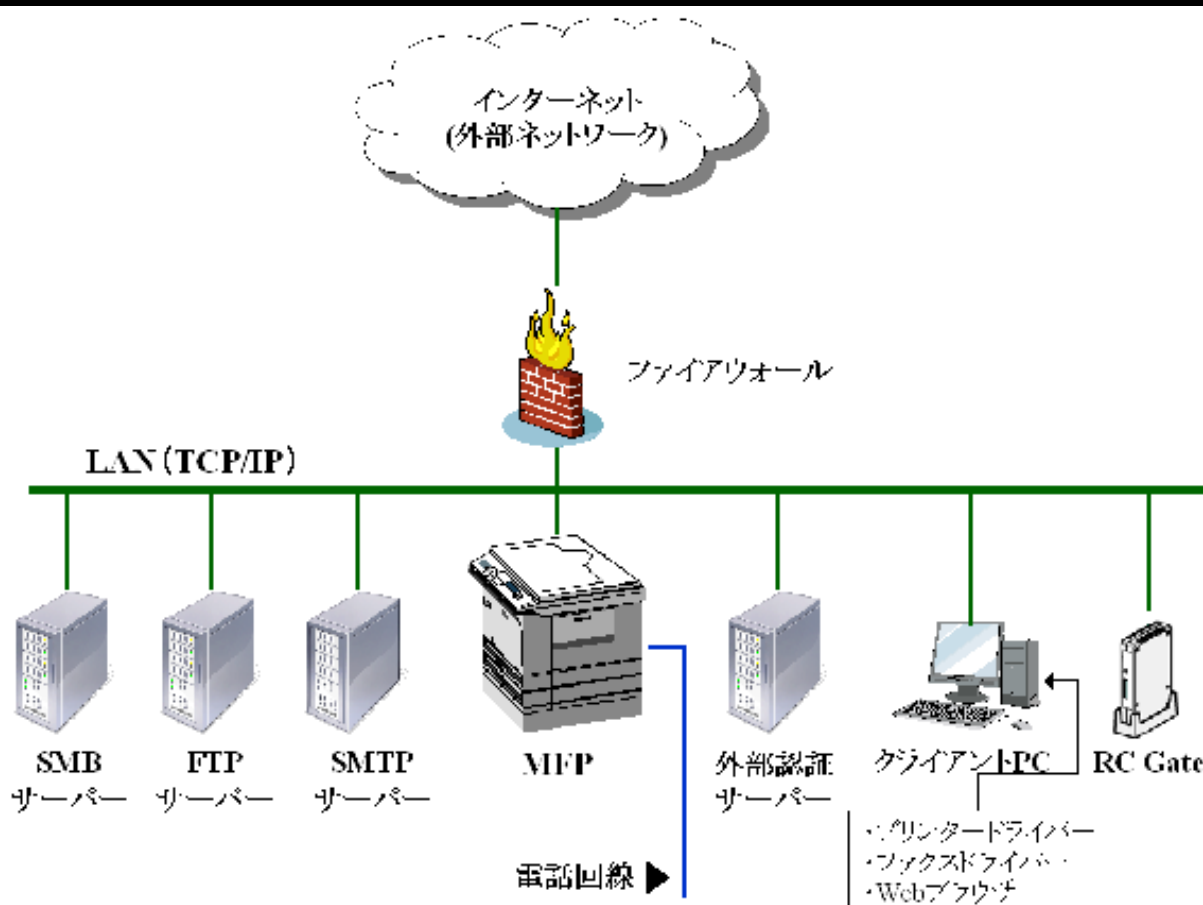 インターネット
(外部ネットワーク)
ファイアウォール
LAN(TCP/IP)
SMB
サーバー
FTP
サーバー
SMTP
サーバー
MFP
外部認証
サーバー
クライアントPC
RC Gate
電話回線
・プリンタードライバー
・ファクスドライバー
・Webブラウザ